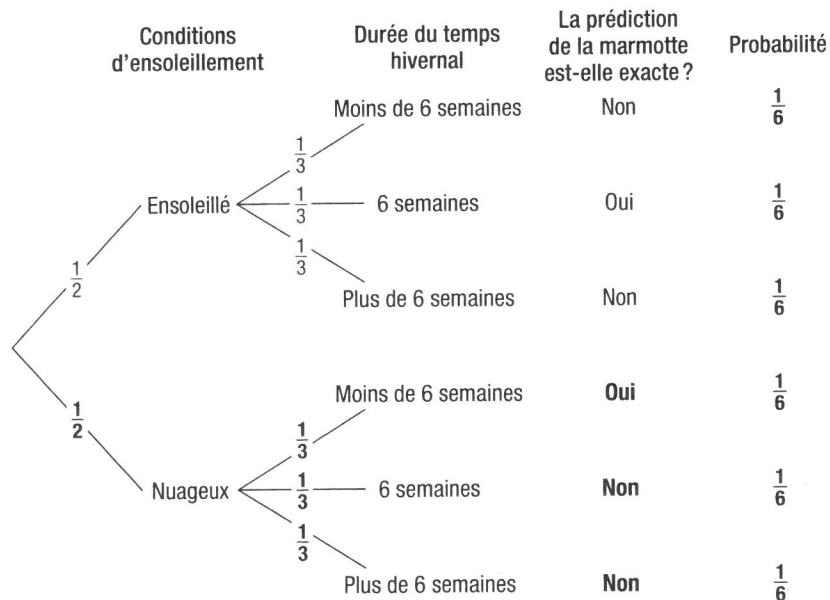 Conditions d'ensoleillement
Durée du temps hivernal
La prédiction de la marmotte est-elle exacte ?
Probabilité
Moins de 6 semaines Non 1/6
1/3
Ensoleillé 1/3 6 semaines Oui 1/6
1/3
1/2
Plus de 6 semaines Non 1/6
Moins de 6 semaines Oui 1/6
1/2
1/3
Nuageux 1/3 6 semaines Non 1/6
1/3
Plus de 6 semaines Non 1/6